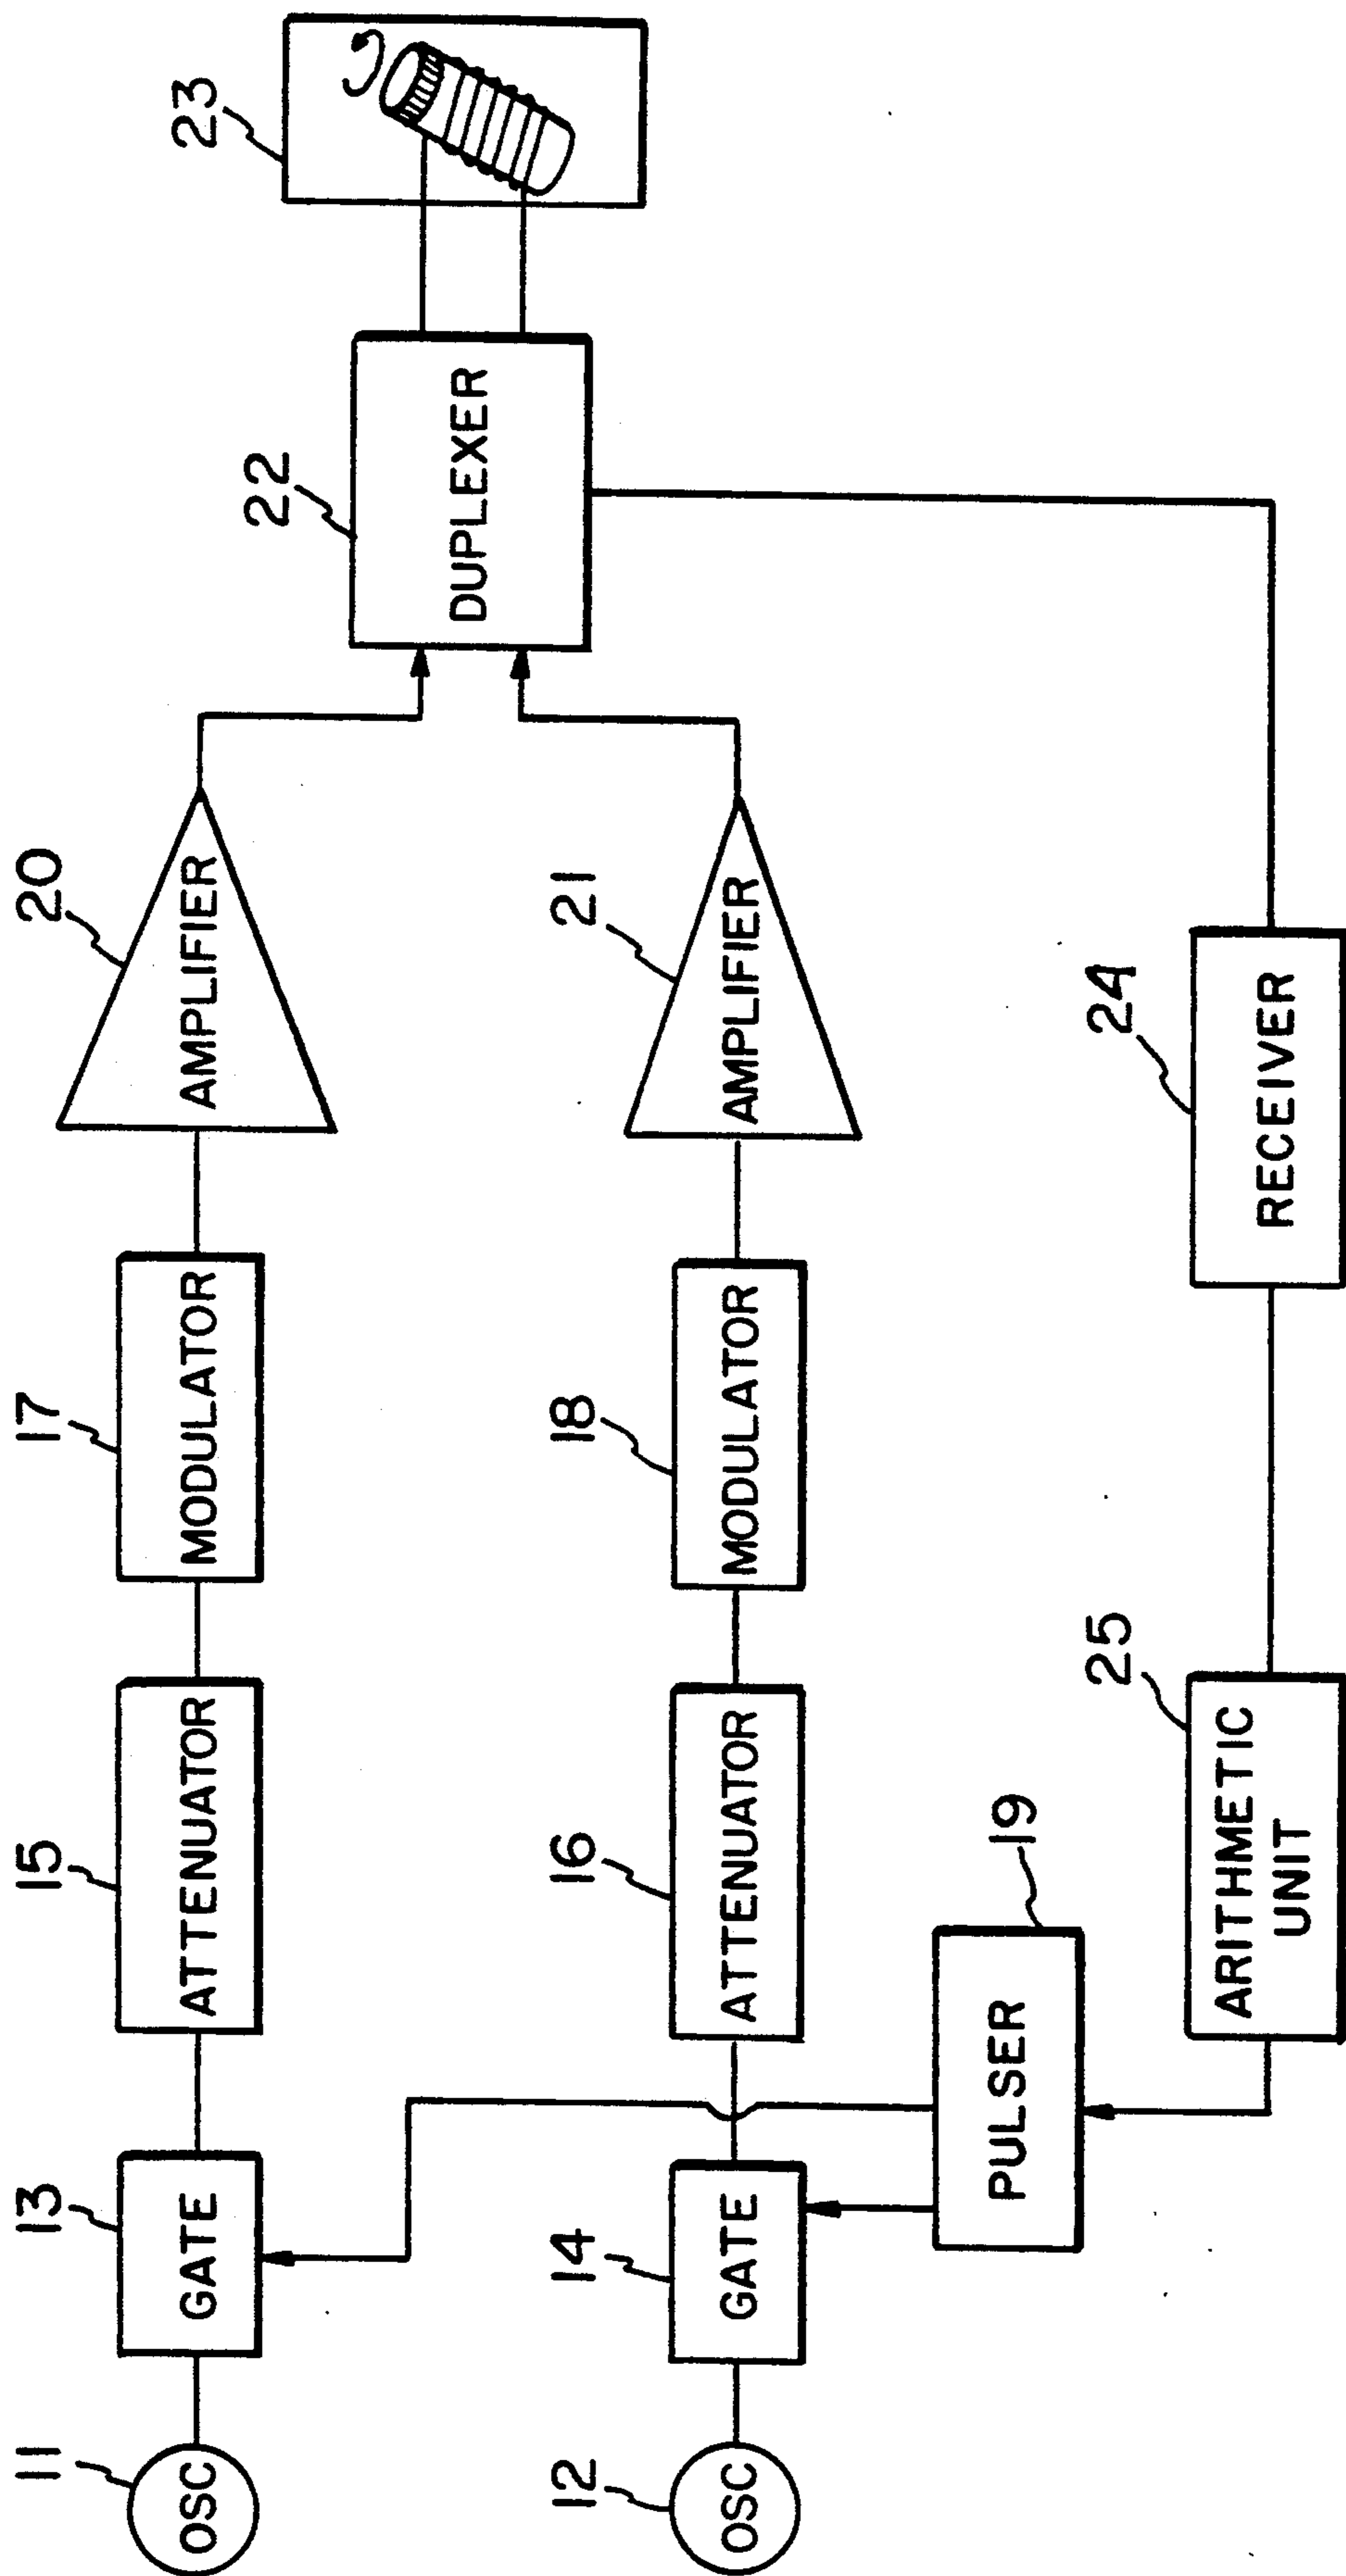 11
OSC
13
GATE
15
ATTENUATOR
17
MODULATOR
20
AMPLIFIER
22
DUPLEXER
23
12
OSC
14
GATE
16
ATTENUATOR
18
MODULATOR
21
AMPLIFIER
19
PULSER
25
ARITHMETIC
UNIT
24
RECEIVER